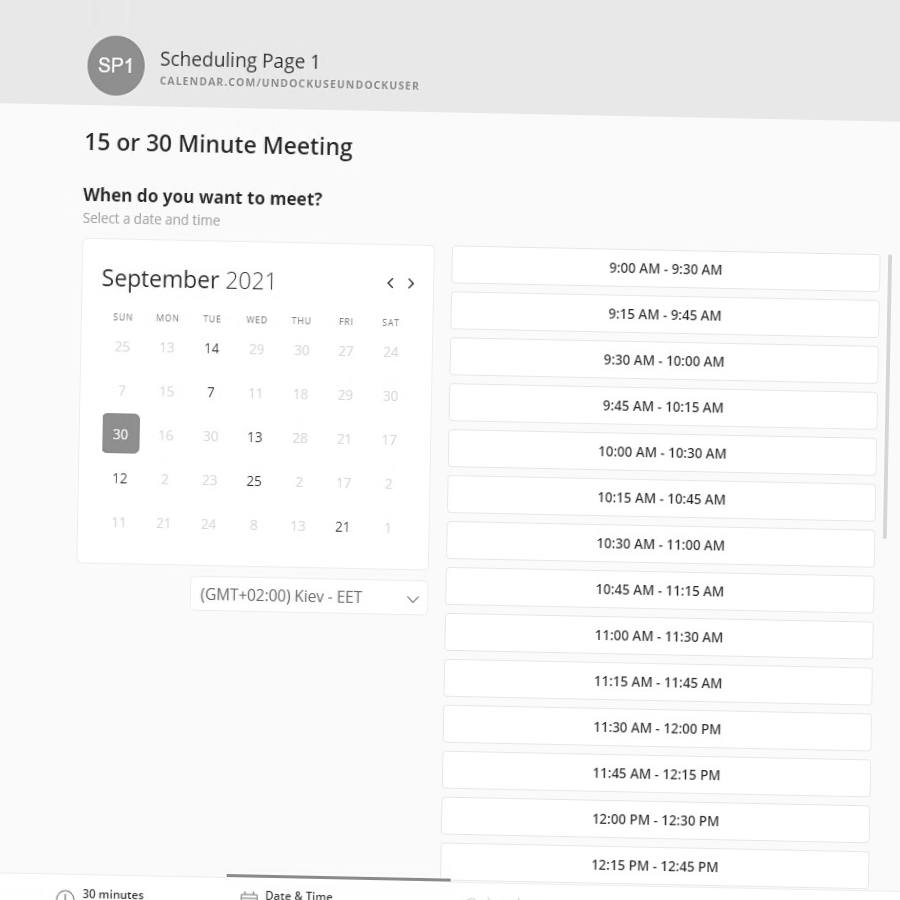 SP1
Scheduling Page 1
CALENDAR.COM/UNDOCKUSEUNDOCKUSER
15 or 30 Minute Meeting
When do you want to meet?
Select a date and time
September 2021
SUN MON TUE WED THU FRI SAT
25 13 14 29 30 27 24
7 15 7 11 18 29 30
30 16 30 13 28 21 17
12 2 23 25 2 17 2
11 21 24 8 13 21 1
(GMT+02:00) Kiev - EET
9:00 AM - 9:30 AM
9:15 AM - 9:45 AM
9:30 AM - 10:00 AM
9:45 AM - 10:15 AM
10:00 AM - 10:30 AM
10:15 AM - 10:45 AM
10:30 AM - 11:00 AM
10:45 AM - 11:15 AM
11:00 AM - 11:30 AM
11:15 AM - 11:45 AM
11:30 AM - 12:00 PM
11:45 AM - 12:15 PM
12:00 PM - 12:30 PM
12:15 PM - 12:45 PM
30 minutes
Date & Time